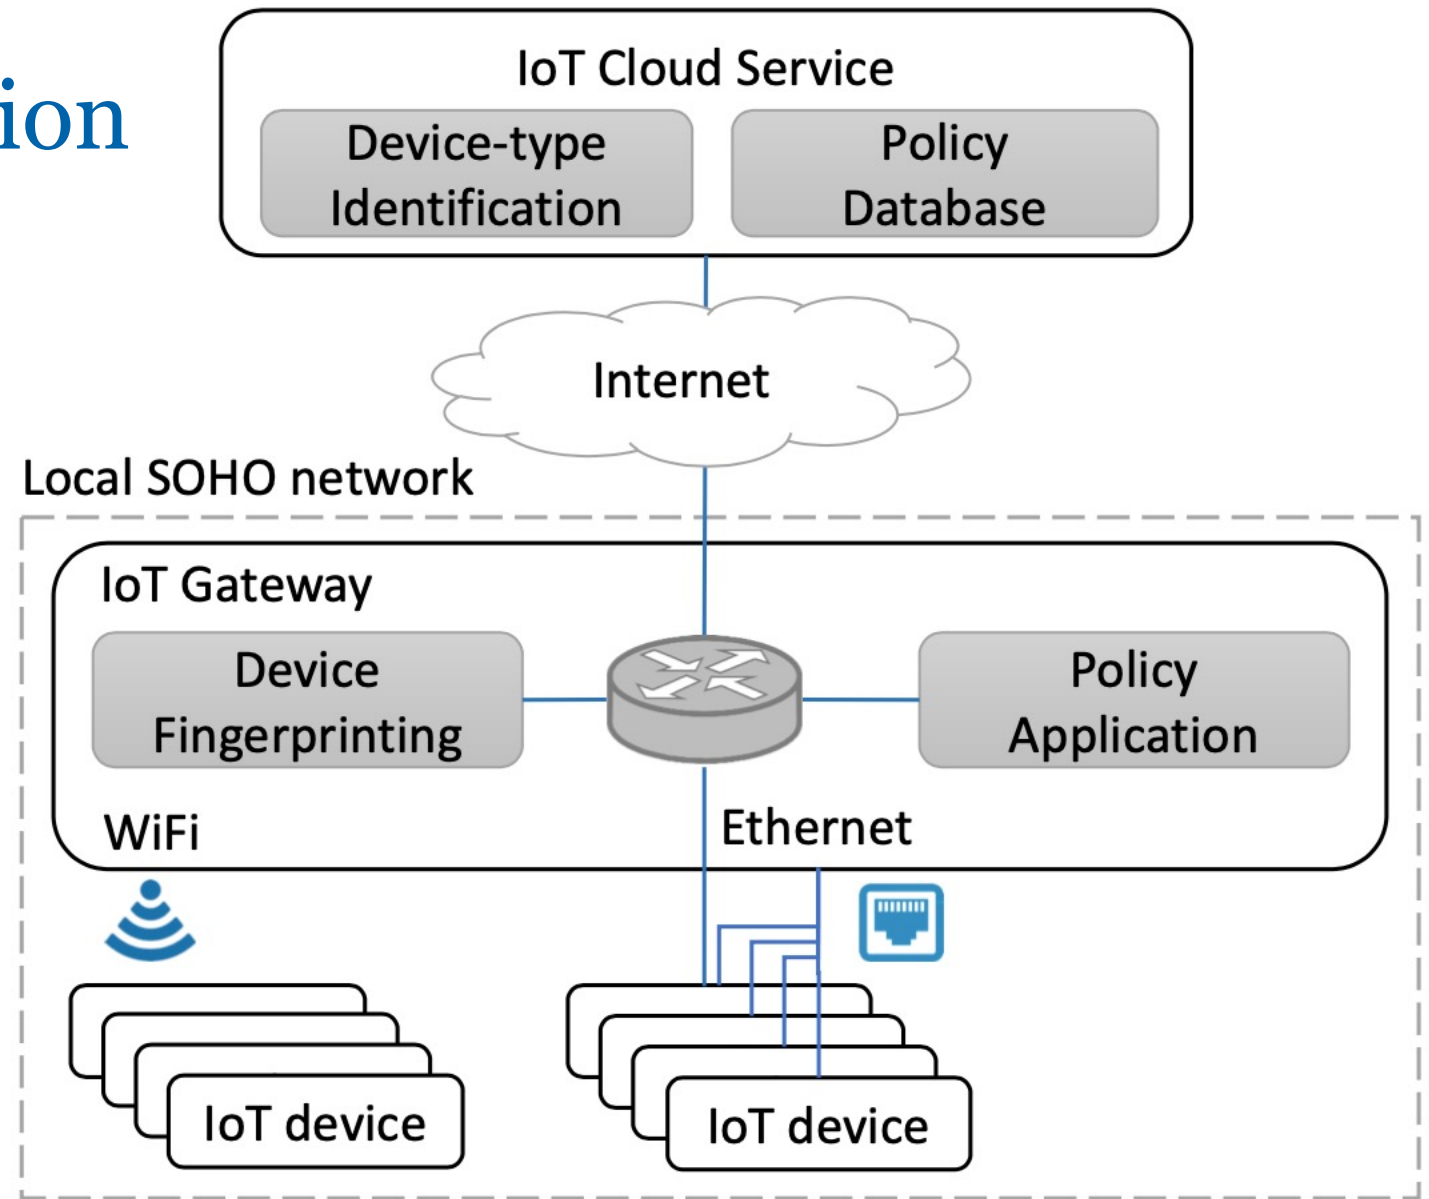 ion
IoT Cloud Service
Device-type
Identification
Policy
Database
Internet
Local SOHO network
IoT Gateway
Device
Fingerprinting
Policy
Application
WiFi
Ethernet
IoT device
IoT device